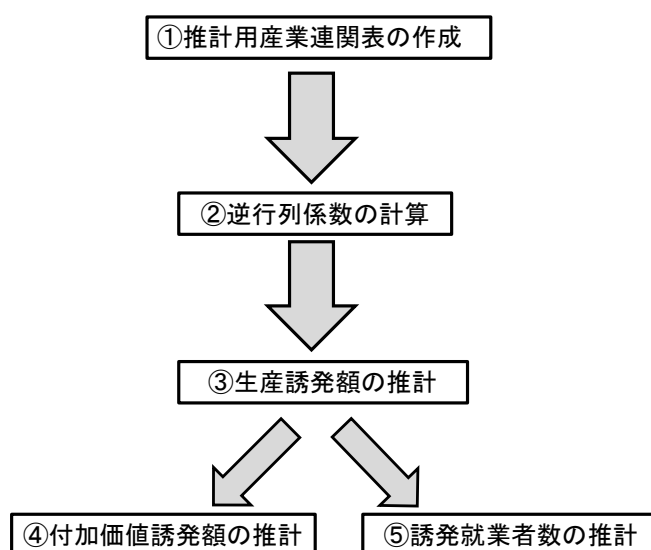 ①推計用産業連関表の作成
②逆行列係数の計算
③生産誘発額の推計
④付加価値誘発額の推計
⑤誘発就業者数の推計